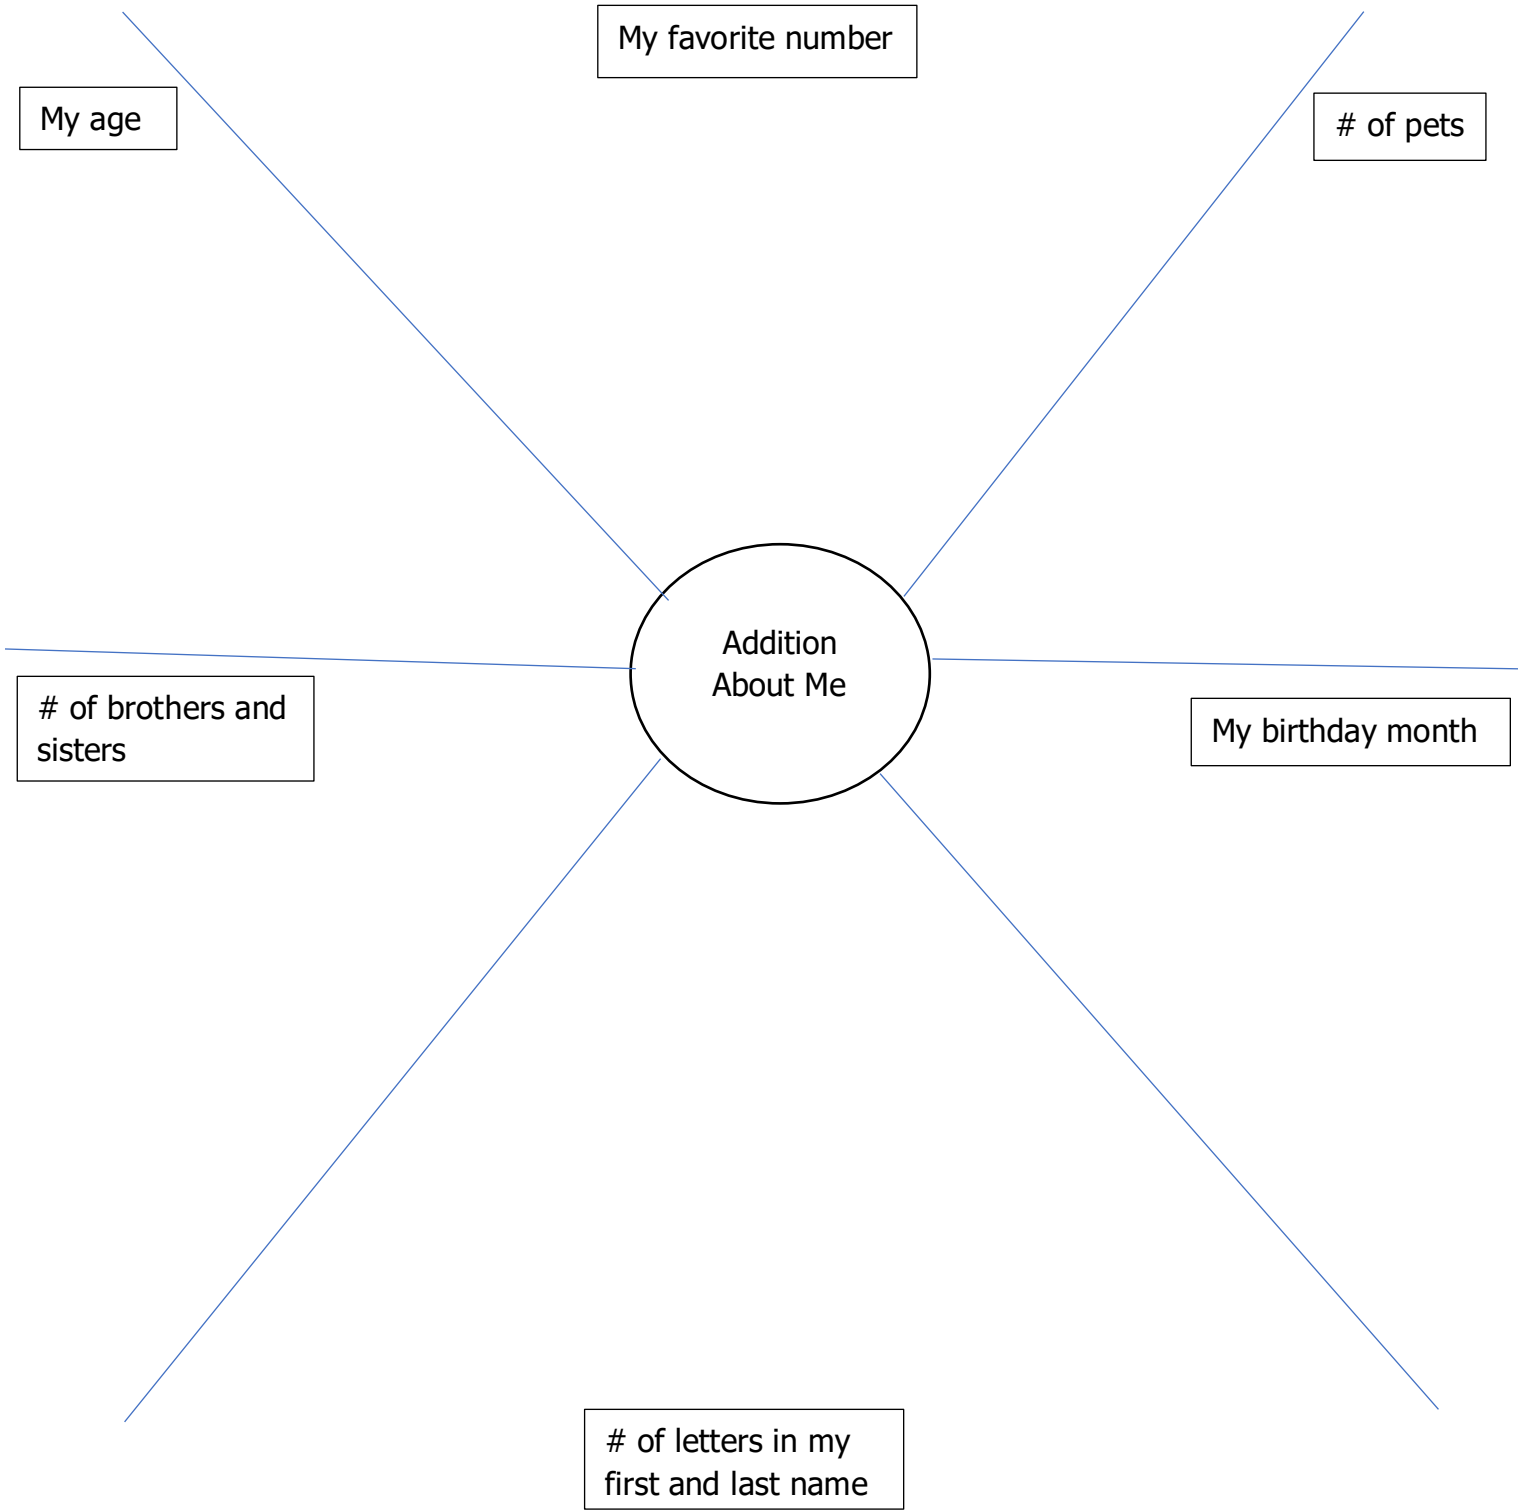 My favorite number
My age
# of pets
Addition
About Me
# of brothers and
sisters
My birthday month
# of letters in my
first and last name